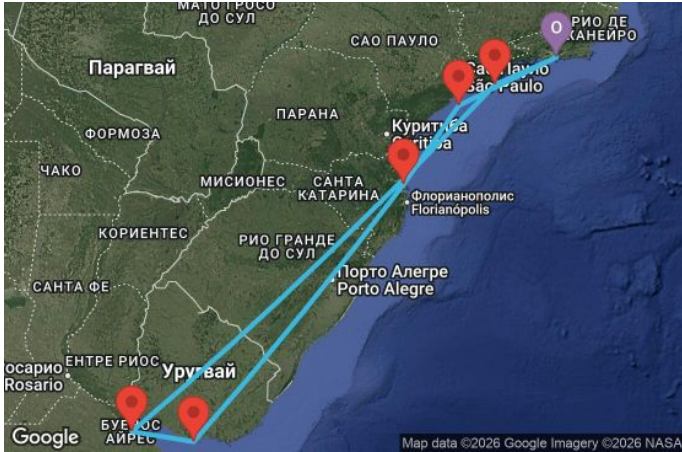 МАТО ГРОСО
ДО СУЛ
РИО ДЕ
ЖАНЕЙРО
O
САО ПАУЛО
São Paulo
Парагвай
ПАРАНА
Куритиба
ФОРМОЗА
ЧАКО
МИСИОНЕС
САНТА
КАТАРИНА
Флорианополис
Florianópolis
КОРИЕНТЕС
РИО ГРАНДЕ
ДО СУЛ
Порто Алегре
Porto Alegre
САНТА ФЕ
осарио
Rosario
ЕНТРЕ РИОС
Уругвай
БУЕНОС
АЙРЕС
Google
Map data ©2026 Google Imagery ©2026 NASA